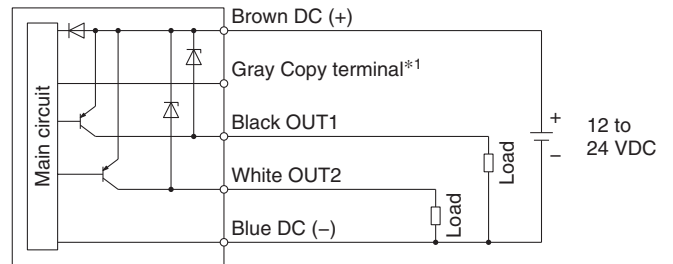 Brown DC (+)
Gray Copy terminal*1
Black OUT1
White OUT2
Blue DC (−)
Main circuit
Load
Load
+
−
12 to
24 VDC